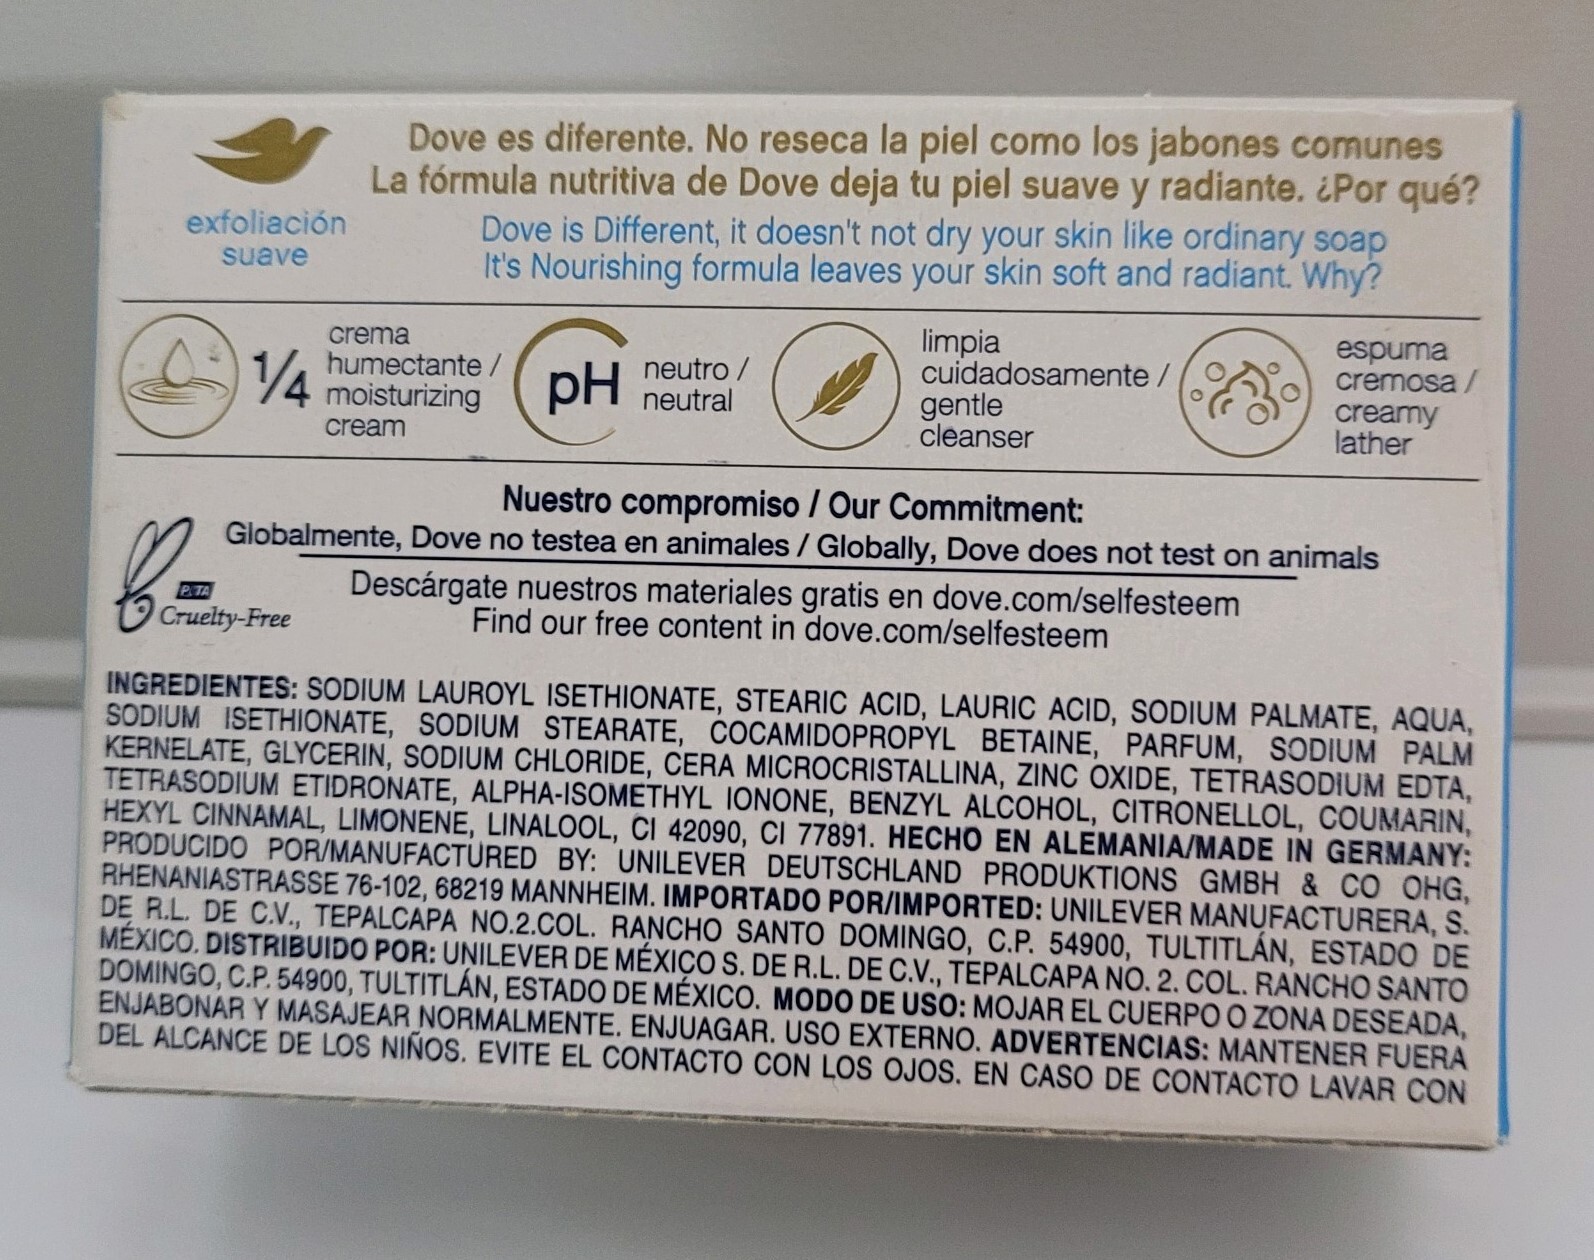 Dove es diferente. No reseca la piel como los jabones comunes
La fórmula nutritiva de Dove deja tu piel suave y radiante. ¿Por qué?
exfoliación
suave
Dove is Different, it doesn't not dry your skin like ordinary soap
It's Nourishing formula leaves your skin soft and radiant. Why?
1/4
crema
humectante /
moisturizing
cream
pH
neutro /
neutral
limpia
cuidadosamente /
gentle
cleanser
espuma
cremosa /
creamy
lather
Nuestro compromiso / Our Commitment:
Globalmente, Dove no testea en animales / Globally, Dove does not test on animals
PETA
Cruelty-Free
Descárgate nuestros materiales gratis en dove.com/selfesteem
Find our free content in dove.com/selfesteem
INGREDIENTES: SODIUM LAUROYL ISETHIONATE, STEARIC ACID, LAURIC ACID, SODIUM PALMATE, AQUA,
SODIUM ISETHIONATE, SODIUM STEARATE, COCAMIDOPROPYL BETAINE, PARFUM, SODIUM PALM
KERNELATE, GLYCERIN, SODIUM CHLORIDE, CERA MICROCRISTALLINA, ZINC OXIDE, TETRASODIUM EDTA,
TETRASODIUM ETIDRONATE, ALPHA-ISOMETHYL IONONE, BENZYL ALCOHOL, CITRONELLOL, COUMARIN,
HEXYL CINNAMAL, LIMONENE, LINALOOL, CI 42090, CI 77891. HECHO EN ALEMANIA/MADE IN GERMANY:
PRODUCIDO POR/MANUFACTURED BY: UNILEVER DEUTSCHLAND PRODUKTIONS GMBH & CO OHG,
RHENANIASTRASSE 76-102, 68219 MANNHEIM. IMPORTADO POR/IMPORTED: UNILEVER MANUFACTURERA, S.
DE R.L. DE C.V., TEPALCAPA NO.2.COL. RANCHO SANTO DOMINGO, C.P. 54900, TULTITLÁN, ESTADO DE
MÉXICO. DISTRIBUIDO POR: UNILEVER DE MÉXICO S. DE R.L. DE C.V., TEPALCAPA NO. 2. COL. RANCHO SANTO
DOMINGO, C.P. 54900, TULTITLÁN, ESTADO DE MÉXICO. MODO DE USO: MOJAR EL CUERPO O ZONA DESEADA,
ENJABONAR Y MASAJEAR NORMALMENTE. ENJUAGAR. USO EXTERNO. ADVERTENCIAS: MANTENER FUERA
DEL ALCANCE DE LOS NIÑOS. EVITE EL CONTACTO CON LOS OJOS. EN CASO DE CONTACTO LAVAR CON